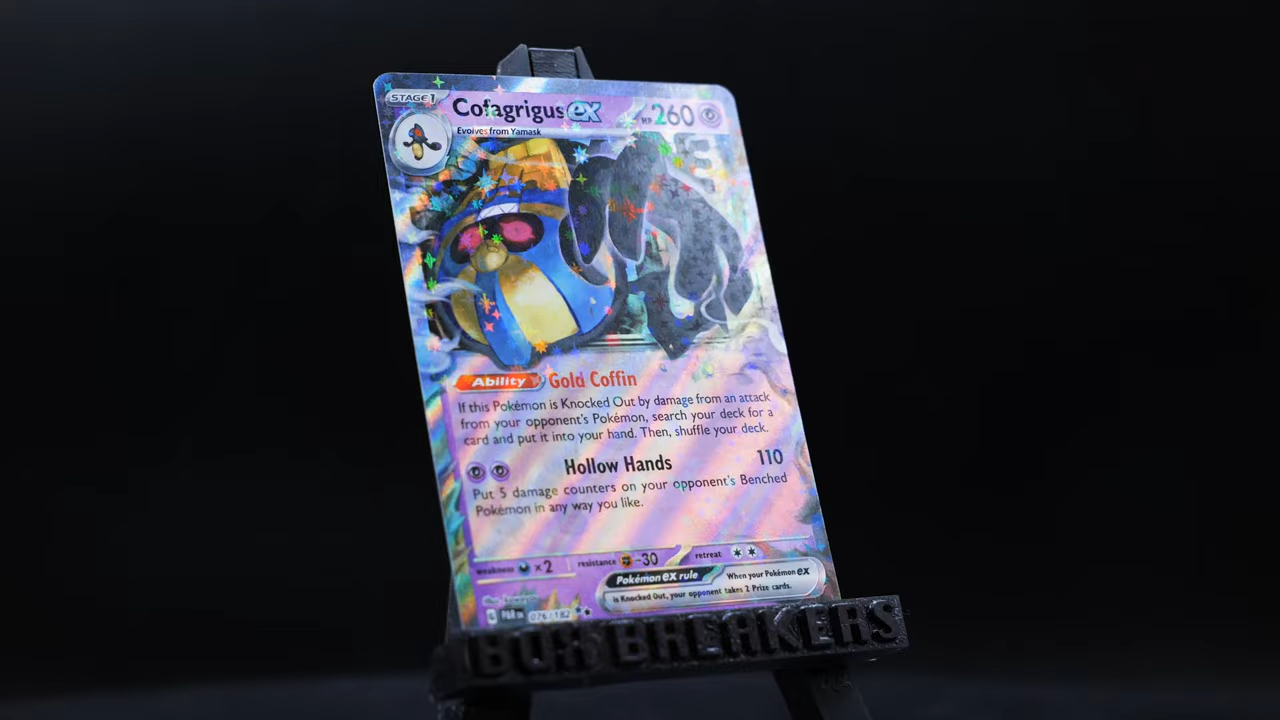 STAGE 1
Cofagrigus ex HP 260
Evolves from Yamask
Ability Gold Coffin
If this Pokémon is Knocked Out by damage from an attack
from your opponent's Pokémon, search your deck for a
card and put it into your hand. Then, shuffle your deck.
Hollow Hands 110
Put 5 damage counters on your opponent's Benched
Pokémon in any way you like.
weakness ×2 resistance -30 retreat
Pokémon ex rule When your Pokémon ex
is Knocked Out, your opponent takes 2 Prize cards.
Illus.
G PAR EN 076/182
BOX BREAKERS